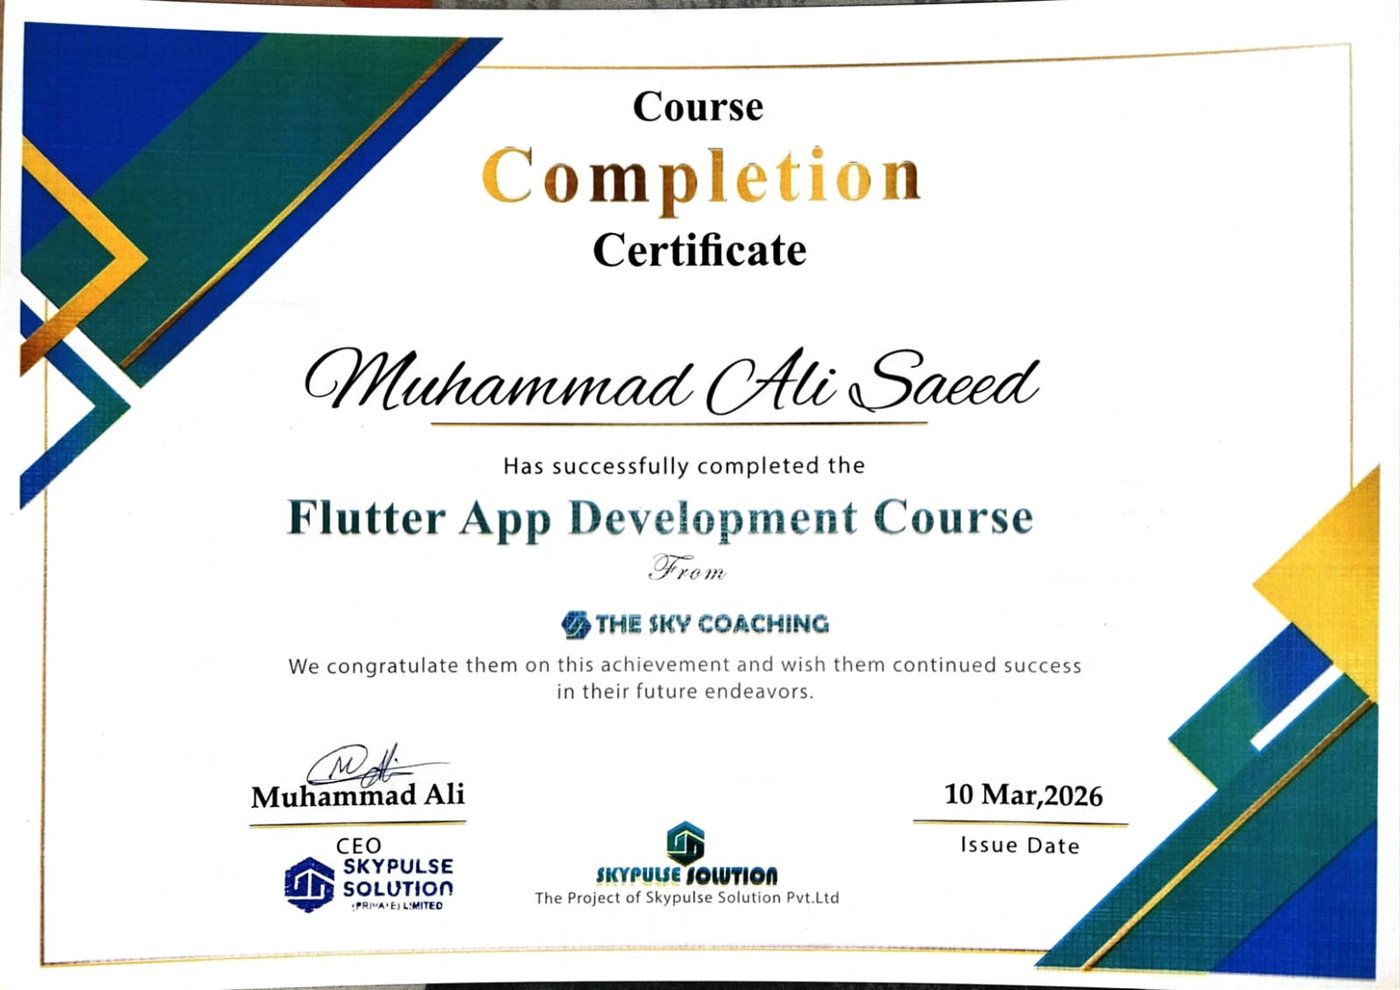 Course
Completion
Certificate
Muhammad Ali Saeed
Has successfully completed the
Flutter App Development Course
From
THE SKY COACHING
We congratulate them on this achievement and wish them continued success
in their future endeavors.
Muhammad Ali
CEO
SKYPULSE
SOLUTION
(PRIVATE) LIMITED
SKYPULSE SOLUTION
The Project of Skypulse Solution Pvt.Ltd
10 Mar,2026
Issue Date